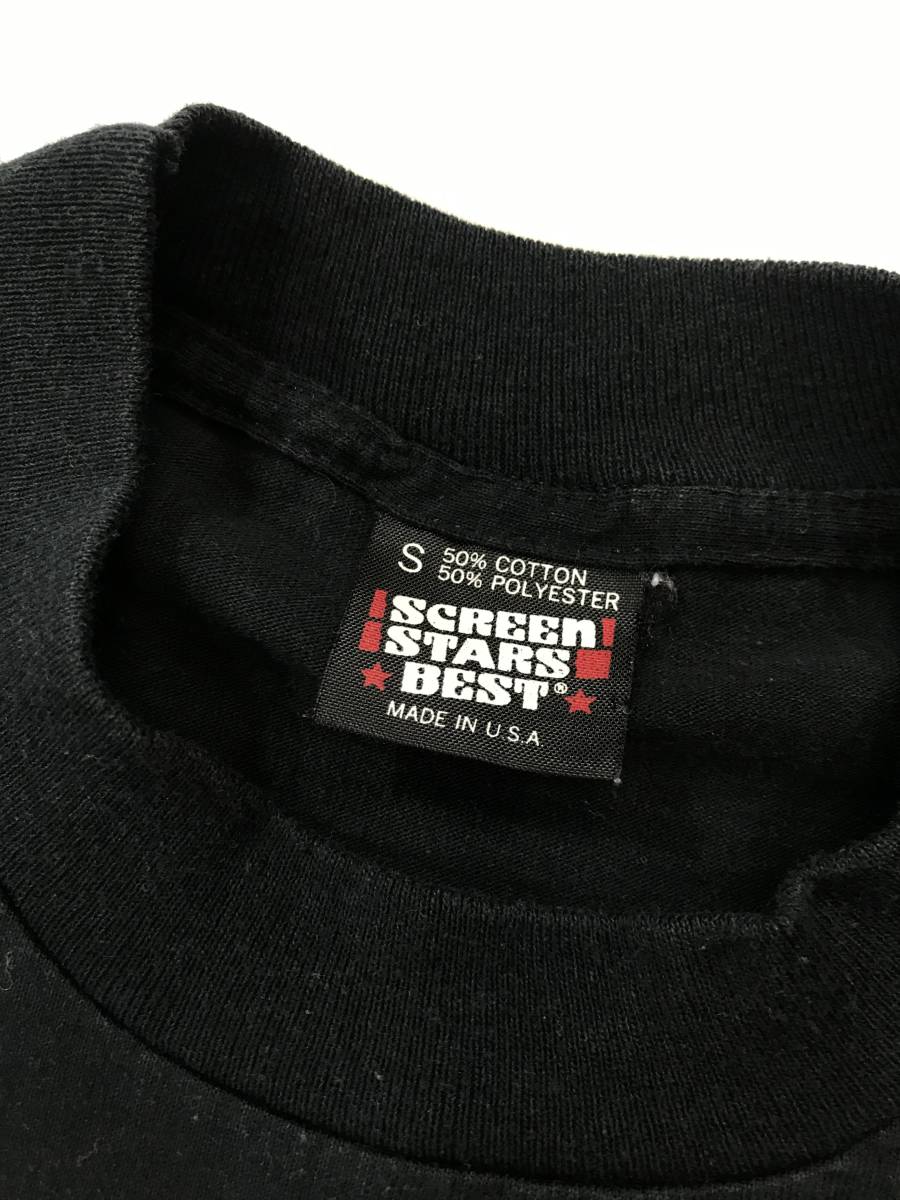 S 50% COTTON
50% POLYESTER
SCREEN
STARS
BEST®
MADE IN U.S.A